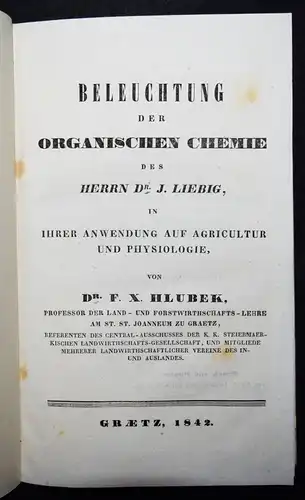 BELEUCHTUNG
DER
ORGANISCHEN CHEMIE
DES
HERRN DR. J. LIEBIG,
IN
IHRER ANWENDUNG AUF AGRICULTUR
UND PHYSIOLOGIE,
VON
DR. F. X. HLUBEK,
PROFESSOR DER LAND- UND FORSTWIRTHSCHAFTS-LEHRE
AM ST. ST. JOANNEUM ZU GRAETZ,
REFERENTEN DES CENTRAL-AUSSCHUSSES DER K. K. STEIERMAER-
KISCHEN LANDWIRTHSCHAFTS-GESELLSCHAFT, UND MITGLIEDE
MEHRERER LANDWIRTHSCHAFTLICHER VEREINE DES IN-
UND AUSLANDES.
GRÆTZ, 1842.